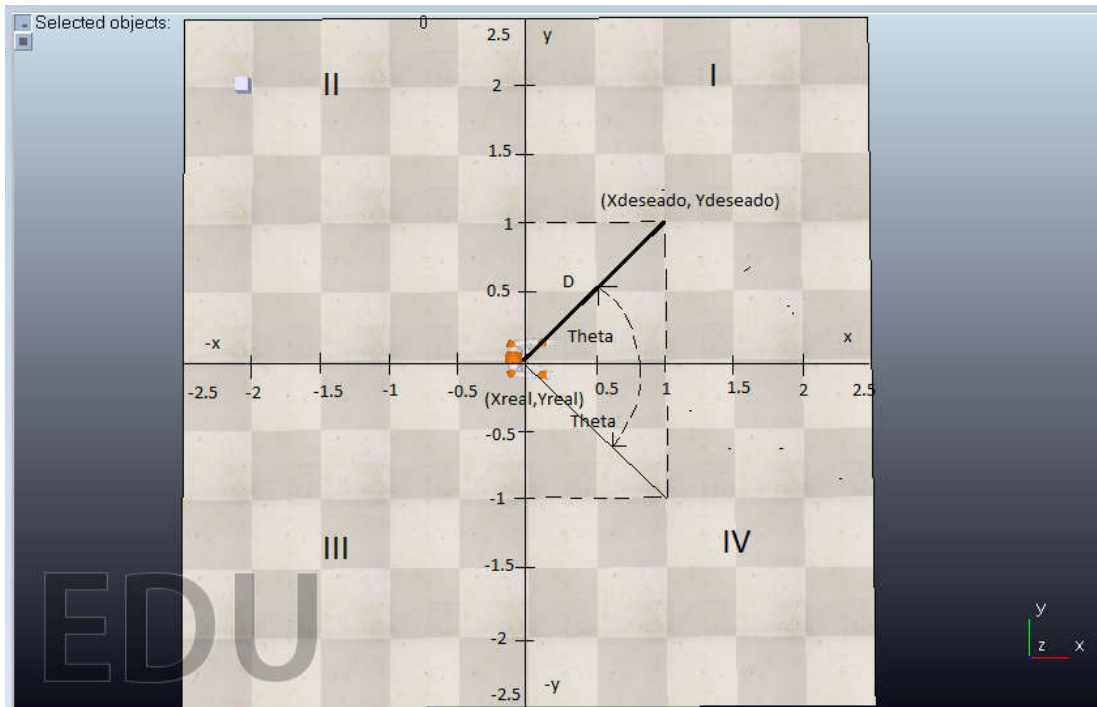 Selected objects: 0
2.5 y
II
I
2
1.5
(Xdeseado, Ydeseado)
1
D
0.5
-x
Theta
x
-2.5 -2 -1.5 -1 -0.5 0.5 1 1.5 2 2.5
(Xreal,Yreal)
Theta
-0.5
-1
III
IV
-1.5
EDU
-2
-2.5 -y
y
z x